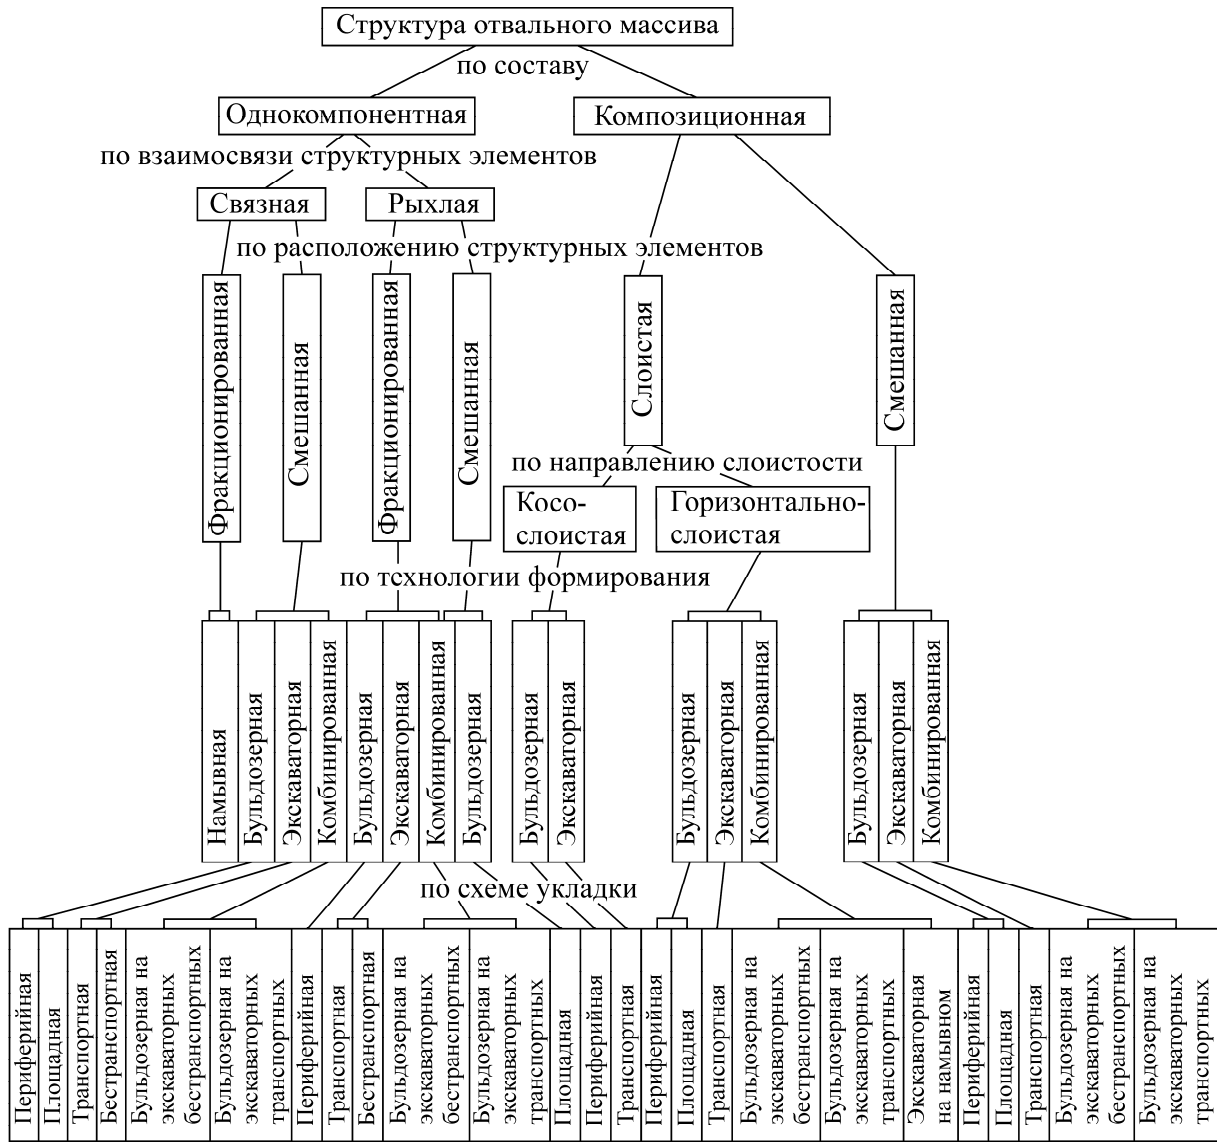 Структура отвального массива
по составу
Однокомпонентная
Композиционная
по взаимосвязи структурных элементов
Связная
Рыхлая
по расположению структурных элементов
Фракционированная
Смешанная
Фракционированная
Смешанная
Слоистая
Смешанная
по направлению слоистости
Косо-
слоистая
Горизонтально-
слоистая
по тсхнологии формирования
Намывная
Бульдозерная
Экскаваторная
Комбинированная
Бульдозерная
Экскаваторная
Комбинированная
Бульдозерная
Бульдозерная
Экскаваторная
Бульдозерная
Экскаваторная
Комбинированная
Бульдозерная
Экскаваторная
Комбинированная
по схеме укладки
Периферийная
Площадная
Транспортная
Бестранспортная
Бульдозерная на
экскаваторных
бестранспортных
Бульдозерная на
экскаваторных
транспортных
Периферийная
Транспортная
Бестранспортная
Бульдозерная на
экскаваторных
бестранспортных
Бульдозерная на
экскаваторных
транспортных
Площадная
Периферийная
Транспортная
Периферийная
Площадная
Транспортная
Бульдозерная на
экскаваторных
бестранспортных
Бульдозерная на
экскаваторных
транспортных
Экскаваторная
на намывном
Периферийная
Площадная
Транспортная
Бульдозерная на
экскаваторных
бестранспортных
Бульдозерная на
экскаваторных
транспортных